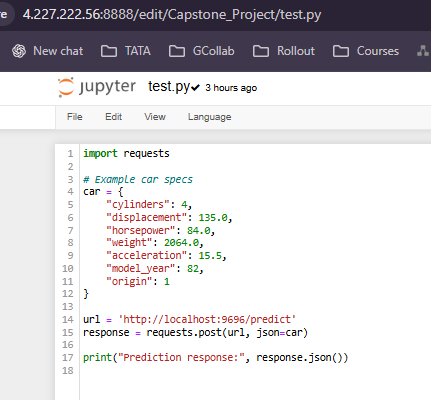 re 4.227.222.56:8888/edit/Capstone_Project/test.py
New chat TATA GCollab Rollout Courses
jupyter test.py✔ 3 hours ago
File Edit View Language
1 import requests
2
3 # Example car specs
4 car = {
5     "cylinders": 4,
6     "displacement": 135.0,
7     "horsepower": 84.0,
8     "weight": 2064.0,
9     "acceleration": 15.5,
10     "model_year": 82,
11     "origin": 1
12 }
13
14 url = 'http://localhost:9696/predict'
15 response = requests.post(url, json=car)
16
17 print("Prediction response:", response.json())
18